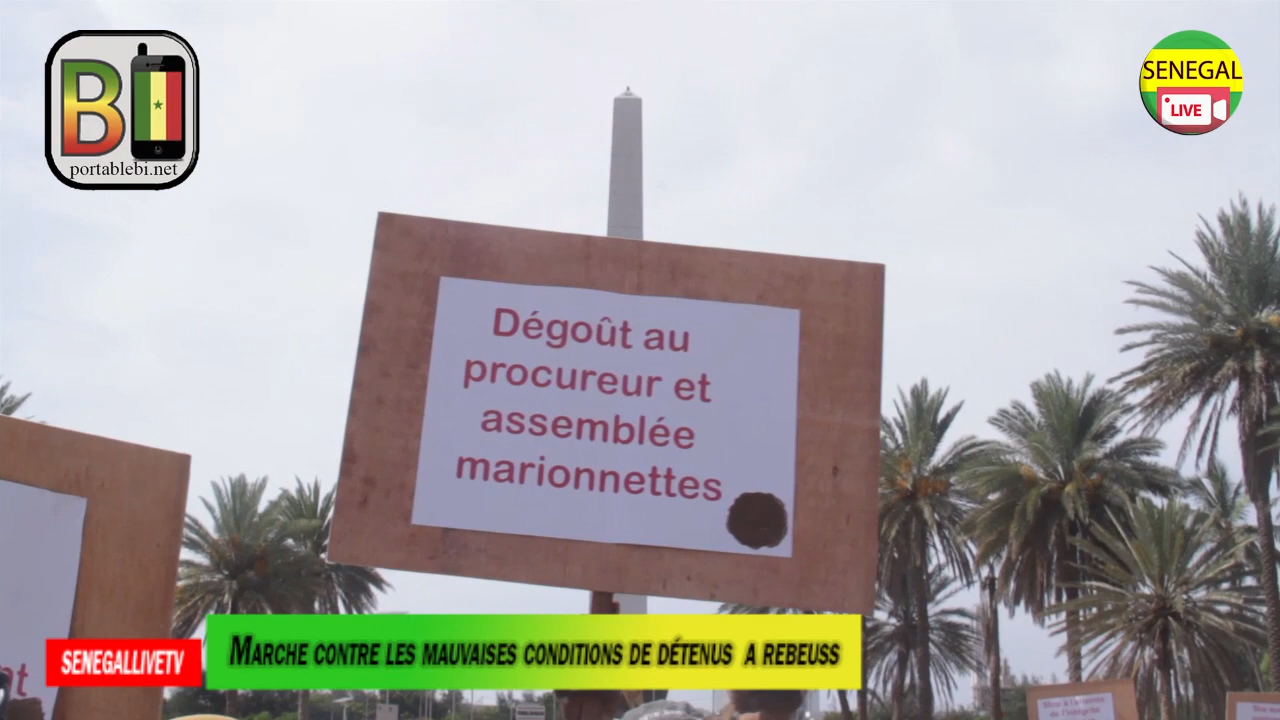 BI
portablebi.net
SENEGAL
LIVE
Dégoût au
procureur et
assemblée
marionnettes
nt
SENEGALLIVETV
MARCHE CONTRE LES MAUVAISES CONDITIONS DE DÉTENUS A REBEUSS